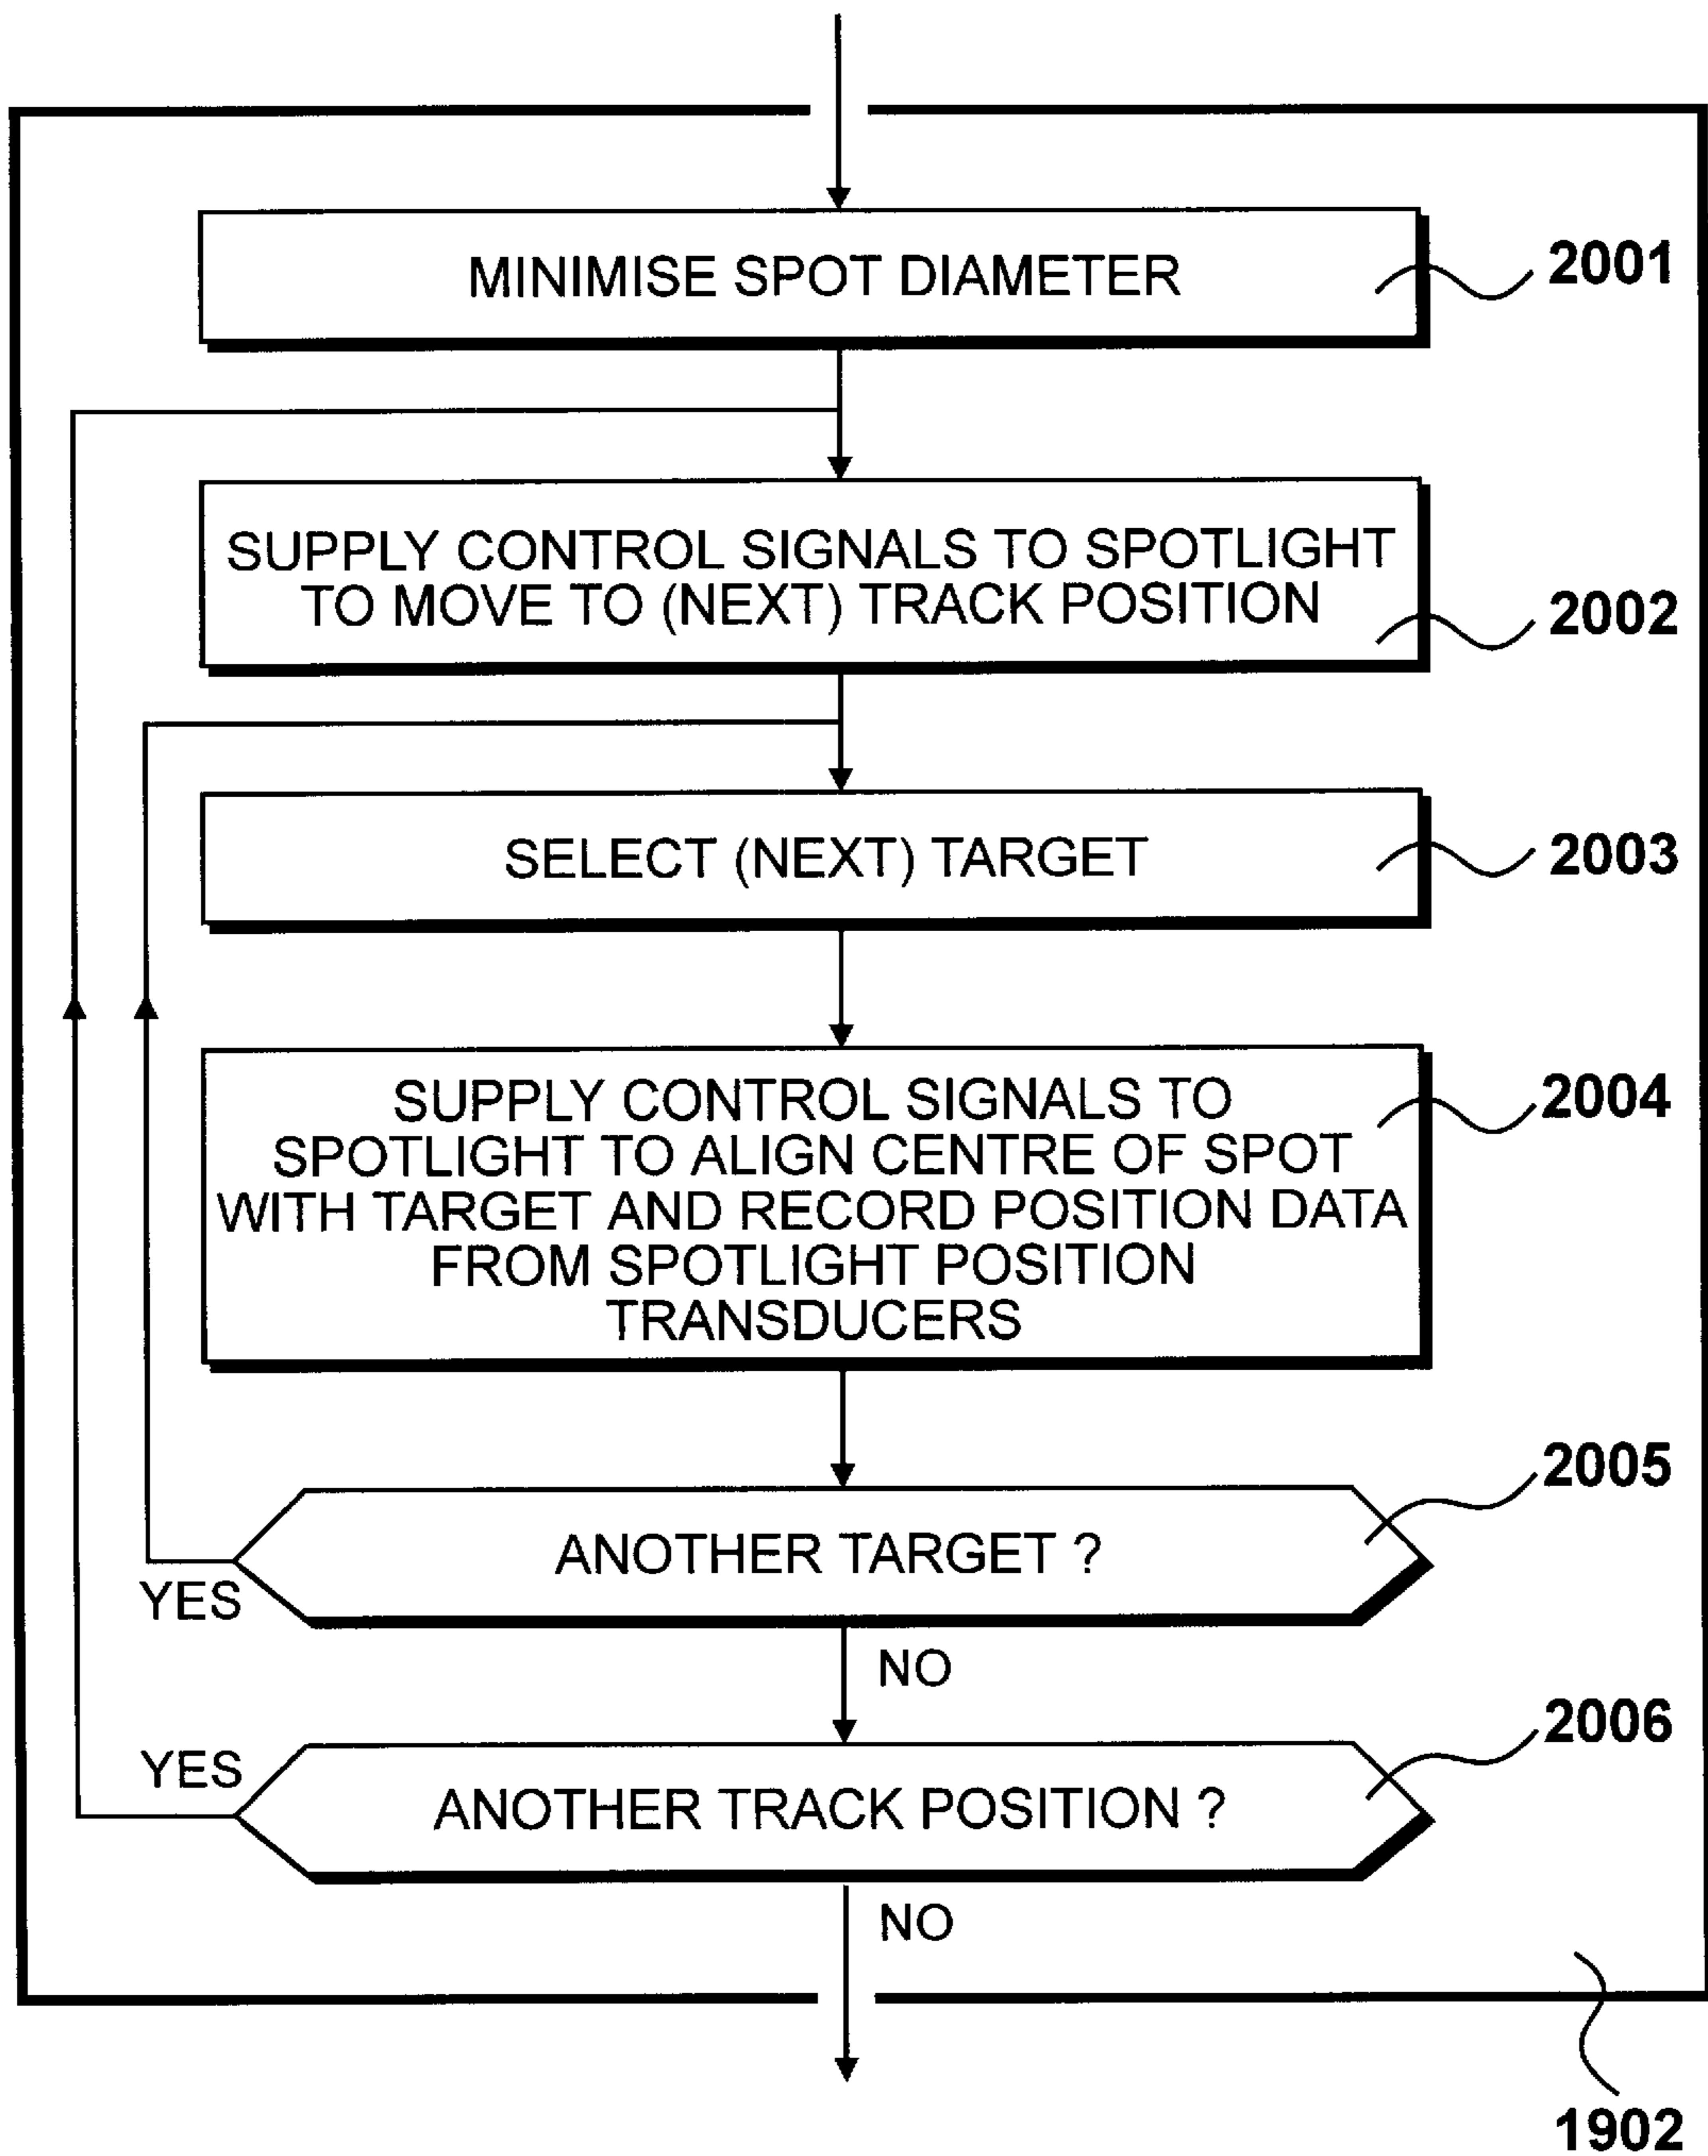 MINIMISE SPOT DIAMETER
2001
SUPPLY CONTROL SIGNALS TO SPOTLIGHT
TO MOVE TO (NEXT) TRACK POSITION
2002
SELECT (NEXT) TARGET
2003
SUPPLY CONTROL SIGNALS TO
SPOTLIGHT TO ALIGN CENTRE OF SPOT
WITH TARGET AND RECORD POSITION DATA
FROM SPOTLIGHT POSITION
TRANSDUCERS
2004
ANOTHER TARGET ?
2005
YES
NO
ANOTHER TRACK POSITION ?
2006
YES
NO
1902